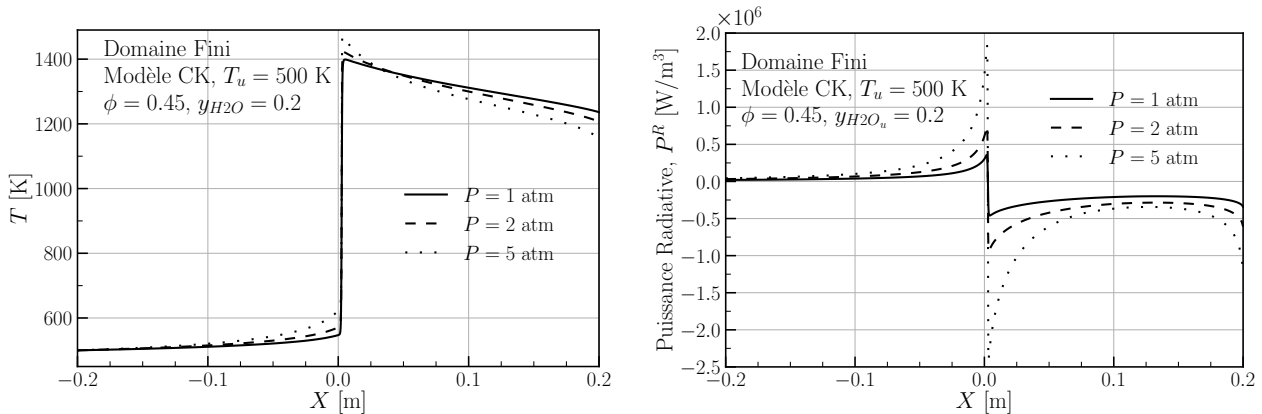 Domaine Fini
Modèle CK, T_u = 500 K
ϕ = 0.45, y_{H2O} = 0.2
P = 1 atm
P = 2 atm
P = 5 atm
T [K]
1400
1200
1000
800
600
−0.2
−0.1
0.0
0.1
0.2
X [m]
×10^6
Domaine Fini
Modèle CK, T_u = 500 K
ϕ = 0.45, y_{H2O_u} = 0.2
P = 1 atm
P = 2 atm
P = 5 atm
Puissance Radiative, P^R [W/m^3]
2.0
1.5
1.0
0.5
0.0
−0.5
−1.0
−1.5
−2.0
−2.5
−0.2
−0.1
0.0
0.1
0.2
X [m]